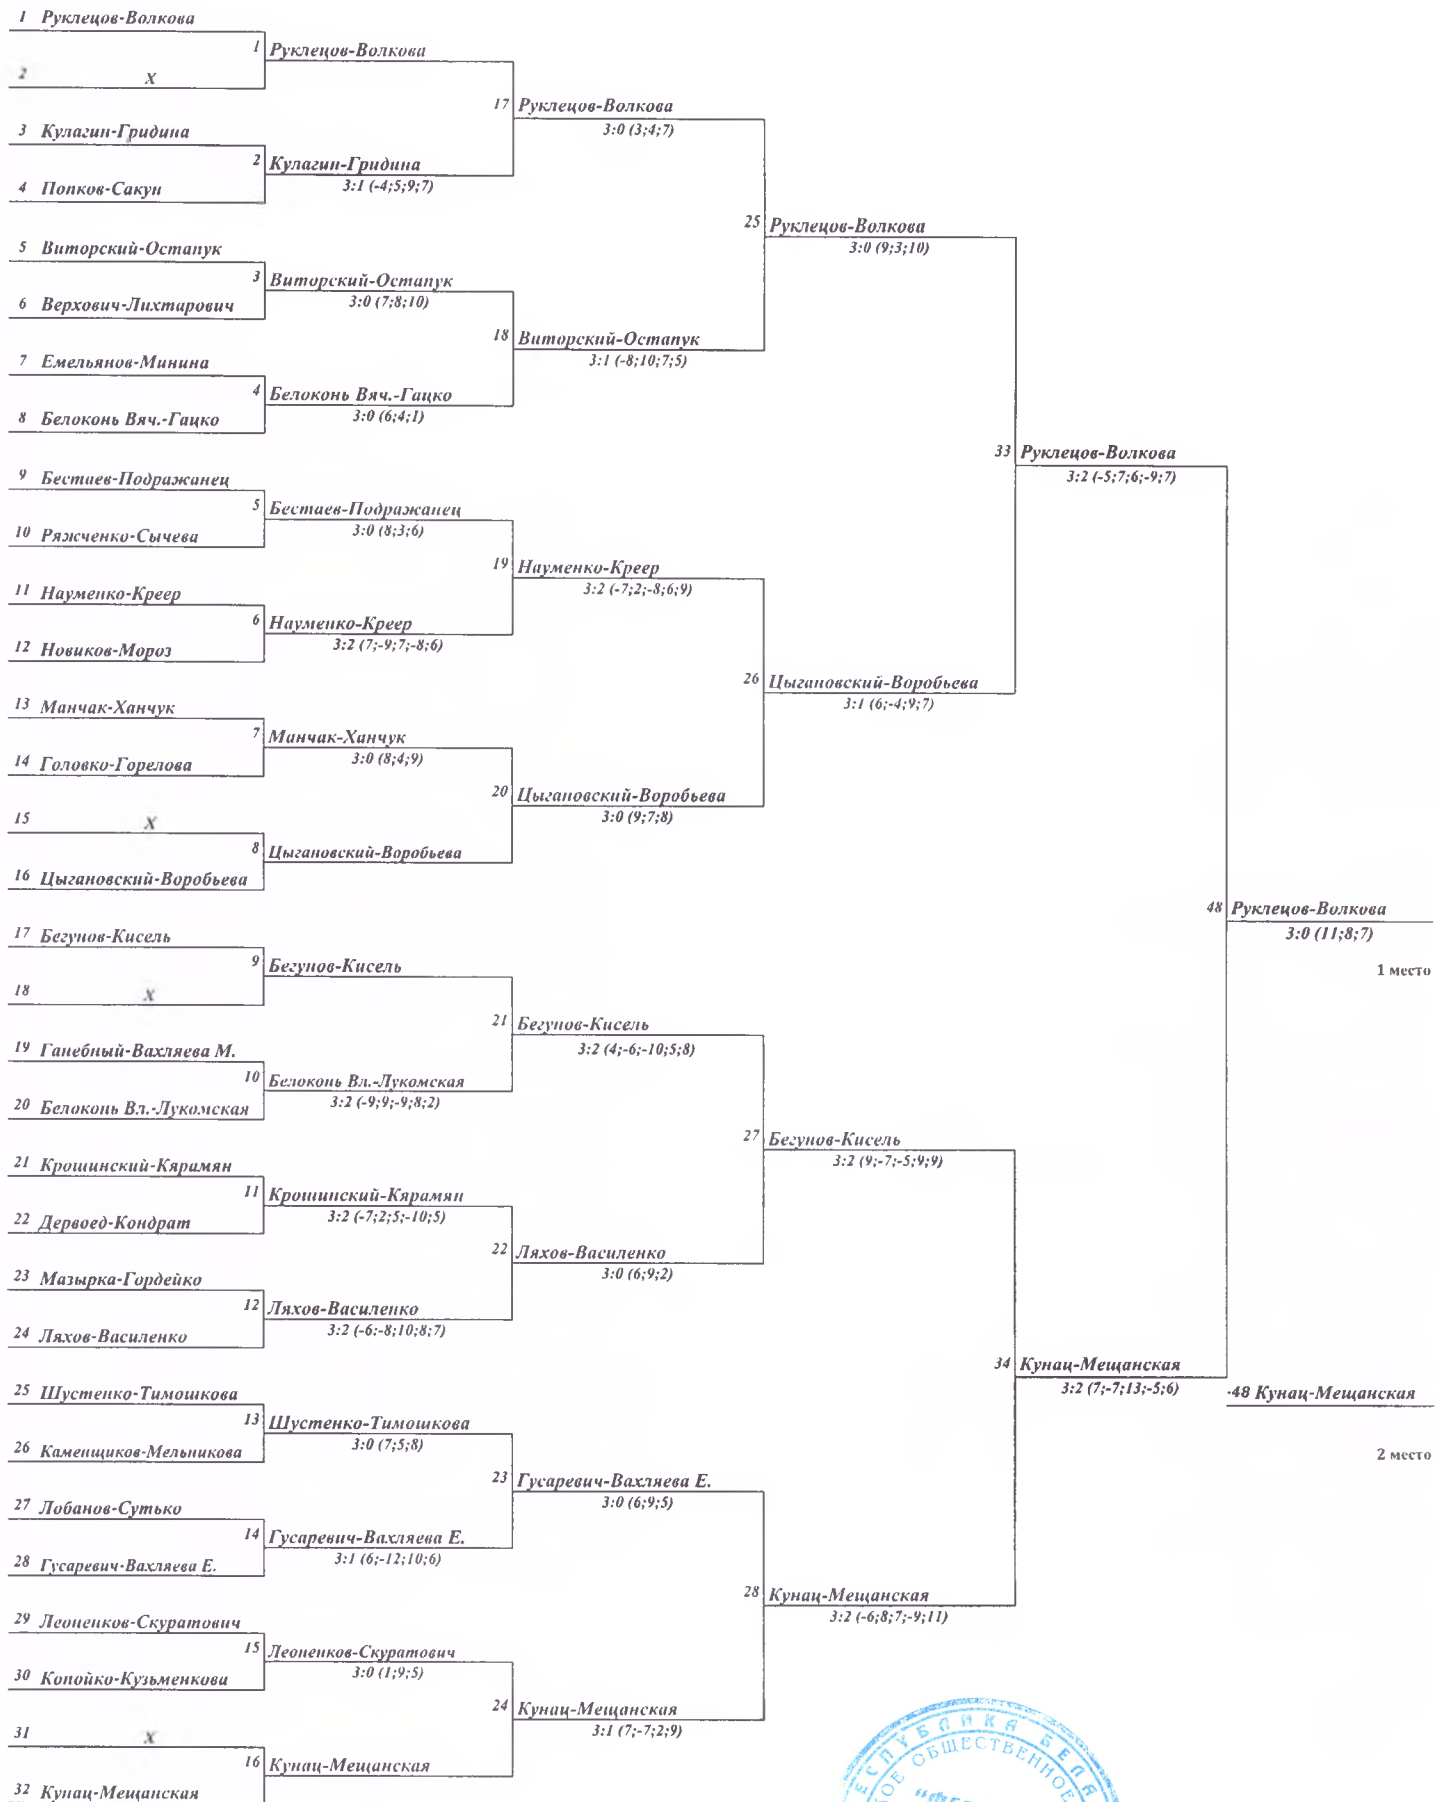 1 Руклецов-Волкова
1 Руклецов-Волкова
2 X
17 Руклецов-Волкова
3:0 (3;4;7)
3 Кулагин-Гридина
2 Кулагин-Гридина
3:1 (-4;5;9;7)
4 Попков-Сакун
25 Руклецов-Волкова
3:0 (9;3;10)
5 Виторский-Остапук
3 Виторский-Остапук
3:0 (7;8;10)
6 Верхович-Лихтарович
18 Виторский-Остапук
3:1 (-8;10;7;5)
7 Емельянов-Минина
4 Белоконь Вяч.-Гацко
3:0 (6;4;1)
8 Белоконь Вяч.-Гацко
33 Руклецов-Волкова
3:2 (-5;7;6;-9;7)
9 Бестаев-Подражанец
5 Бестаев-Подражанец
3:0 (8;3;6)
10 Ряжченко-Сычева
19 Науменко-Креер
3:2 (-7;2;-8;6;9)
11 Науменко-Креер
6 Науменко-Креер
3:2 (7;-9;7;-8;6)
12 Новиков-Мороз
26 Цыгановский-Воробьева
3:1 (6;-4;9;7)
13 Манчак-Ханчук
7 Манчак-Ханчук
3:0 (8;4;9)
14 Головко-Горелова
20 Цыгановский-Воробьева
3:0 (9;7;8)
15 X
8 Цыгановский-Воробьева
16 Цыгановский-Воробьева
48 Руклецов-Волкова
3:0 (11;8;7)
1 место
17 Бегунов-Кисель
9 Бегунов-Кисель
18 X
21 Бегунов-Кисель
3:2 (4;-6;-10;5;8)
19 Ганебный-Вахляева М.
10 Белоконь Вл.-Лукомская
3:2 (-9;9;-9;8;2)
20 Белоконь Вл.-Лукомская
27 Бегунов-Кисель
3:2 (9;-7;-5;9;9)
21 Крошинский-Кярамян
11 Крошинский-Кярамян
3:2 (-7;2;5;-10;5)
22 Дервоед-Кондрат
22 Ляхов-Василенко
3:0 (6;9;2)
23 Мазырка-Гордейко
12 Ляхов-Василенко
3:2 (-6;-8;10;8;7)
24 Ляхов-Василенко
34 Кунац-Мещанская
3:2 (7;-7;13;-5;6)
-48 Кунац-Мещанская
2 место
25 Шустенко-Тимошкова
13 Шустенко-Тимошкова
3:0 (7;5;8)
26 Каменщиков-Мельникова
23 Гусаревич-Вахляева Е.
3:0 (6;9;5)
27 Лобанов-Сутько
14 Гусаревич-Вахляева Е.
3:1 (6;-12;10;6)
28 Гусаревич-Вахляева Е.
28 Кунац-Мещанская
3:2 (-6;8;7;-9;11)
29 Леоненков-Скуратович
15 Леоненков-Скуратович
3:0 (1;9;5)
30 Копойко-Кузьменкова
24 Кунац-Мещанская
3:1 (7;-7;2;9)
31 X
16 Кунац-Мещанская
32 Кунац-Мещанская
ОБЩЕСТВЕННОЕ